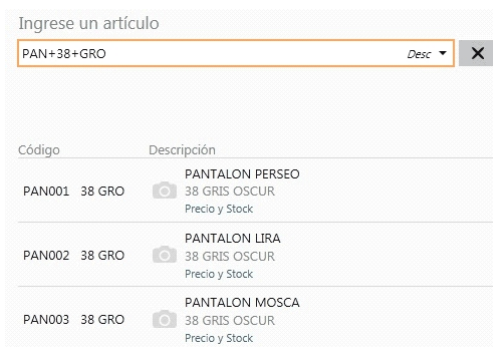 Ingrese un artículo
PAN+38+GRO Desc
Código Descripción
PANTALON PERSEO
PAN001 38 GRO 38 GRIS OSCUR
Precio y Stock
PANTALON LIRA
PAN002 38 GRO 38 GRIS OSCUR
Precio y Stock
PANTALON MOSCA
PAN003 38 GRO 38 GRIS OSCUR
Precio y Stock